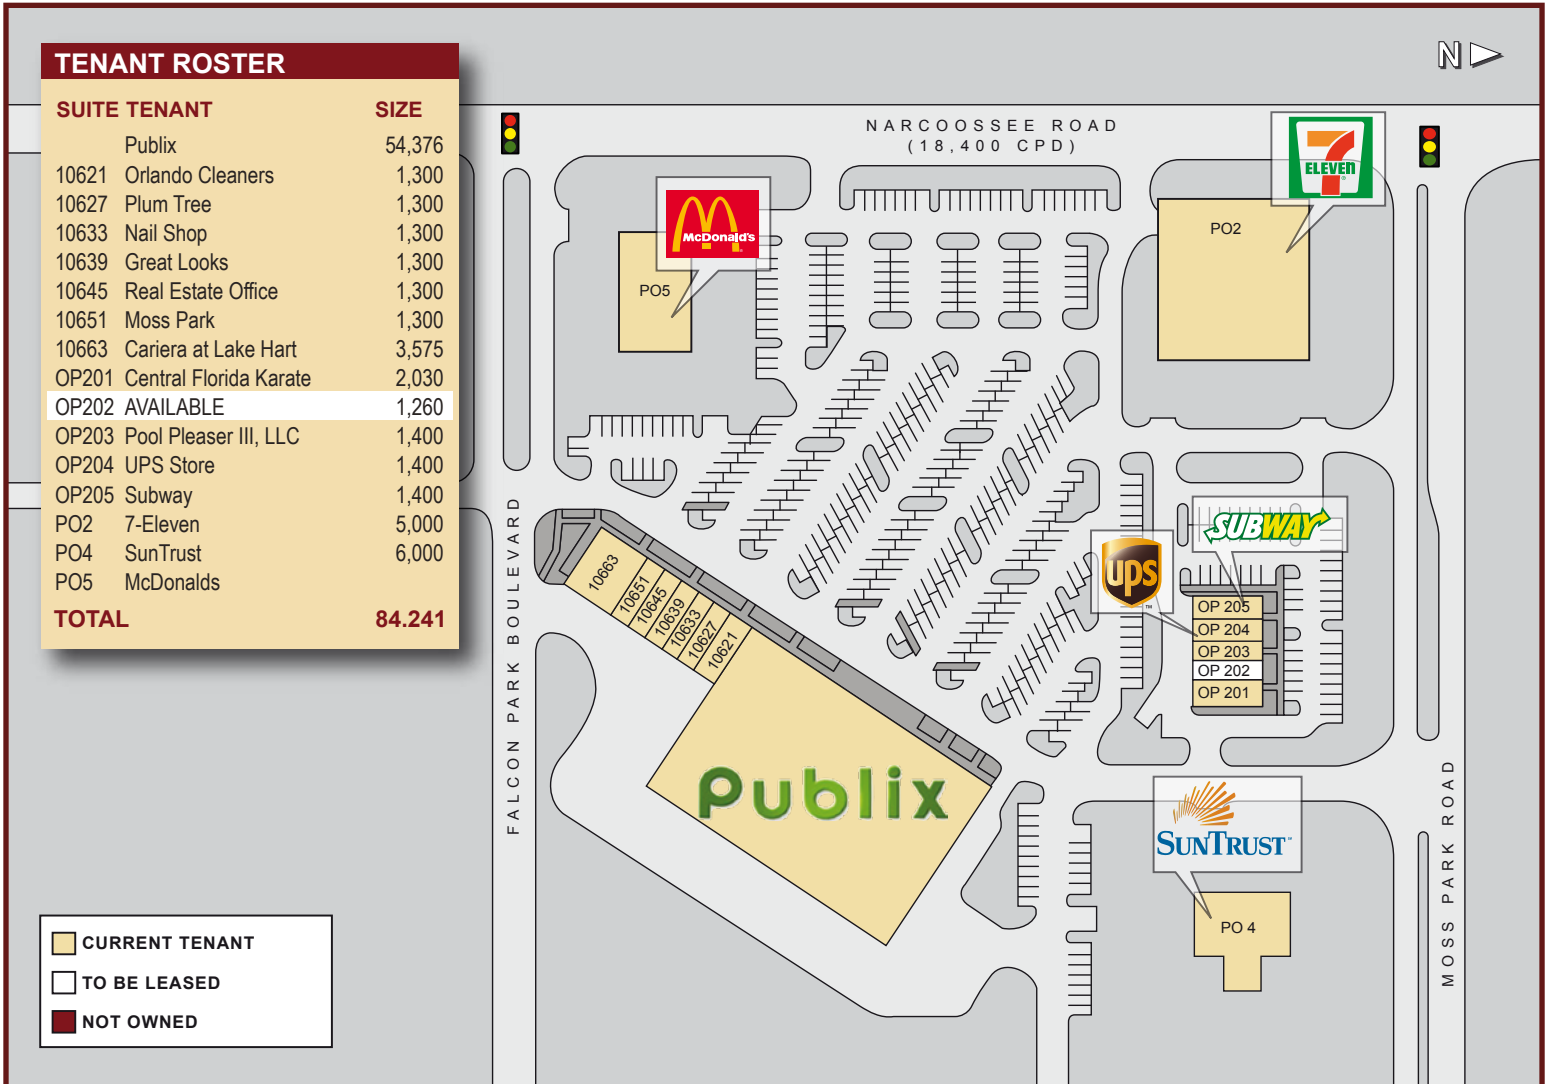 TENANT ROSTER
SUITE TENANT SIZE
Publix 54,376
10621 Orlando Cleaners 1,300
10627 Plum Tree 1,300
10633 Nail Shop 1,300
10639 Great Looks 1,300
10645 Real Estate Office 1,300
10651 Moss Park 1,300
10663 Cariera at Lake Hart 3,575
OP201 Central Florida Karate 2,030
OP202 AVAILABLE 1,260
OP203 Pool Pleaser III, LLC 1,400
OP204 UPS Store 1,400
OP205 Subway 1,400
PO2 7-Eleven 5,000
PO4 SunTrust 6,000
PO5 McDonalds
TOTAL 84.241
N
NARCOOSSEE ROAD
(18,400 CPD)
7
ELEVEn
PO2
McDonald's
PO5
FALCON PARK BOULEVARD
SUBWAY
ups
™
OP 205
OP 204
OP 203
OP 202
OP 201
10663
10651
10645
10639
10633
10627
10621
Publix
SUNTRUST
PO 4
MOSS PARK ROAD
CURRENT TENANT
TO BE LEASED
NOT OWNED